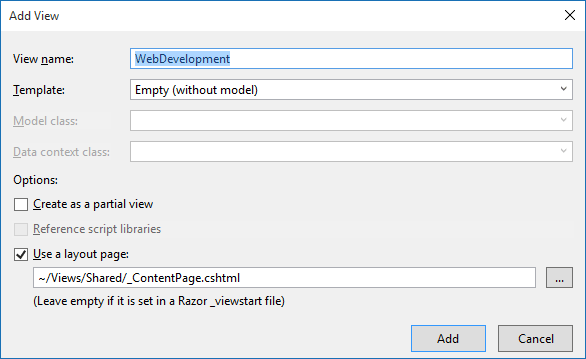 Add View
View name:
WebDevelopment
Template:
Empty (without model)
Model class:
Data context class:
Options:
Create as a partial view
Reference script libraries
Use a layout page:
~/Views/Shared/_ContentPage.cshtml
...
(Leave empty if it is set in a Razor _viewstart file)
Add
Cancel